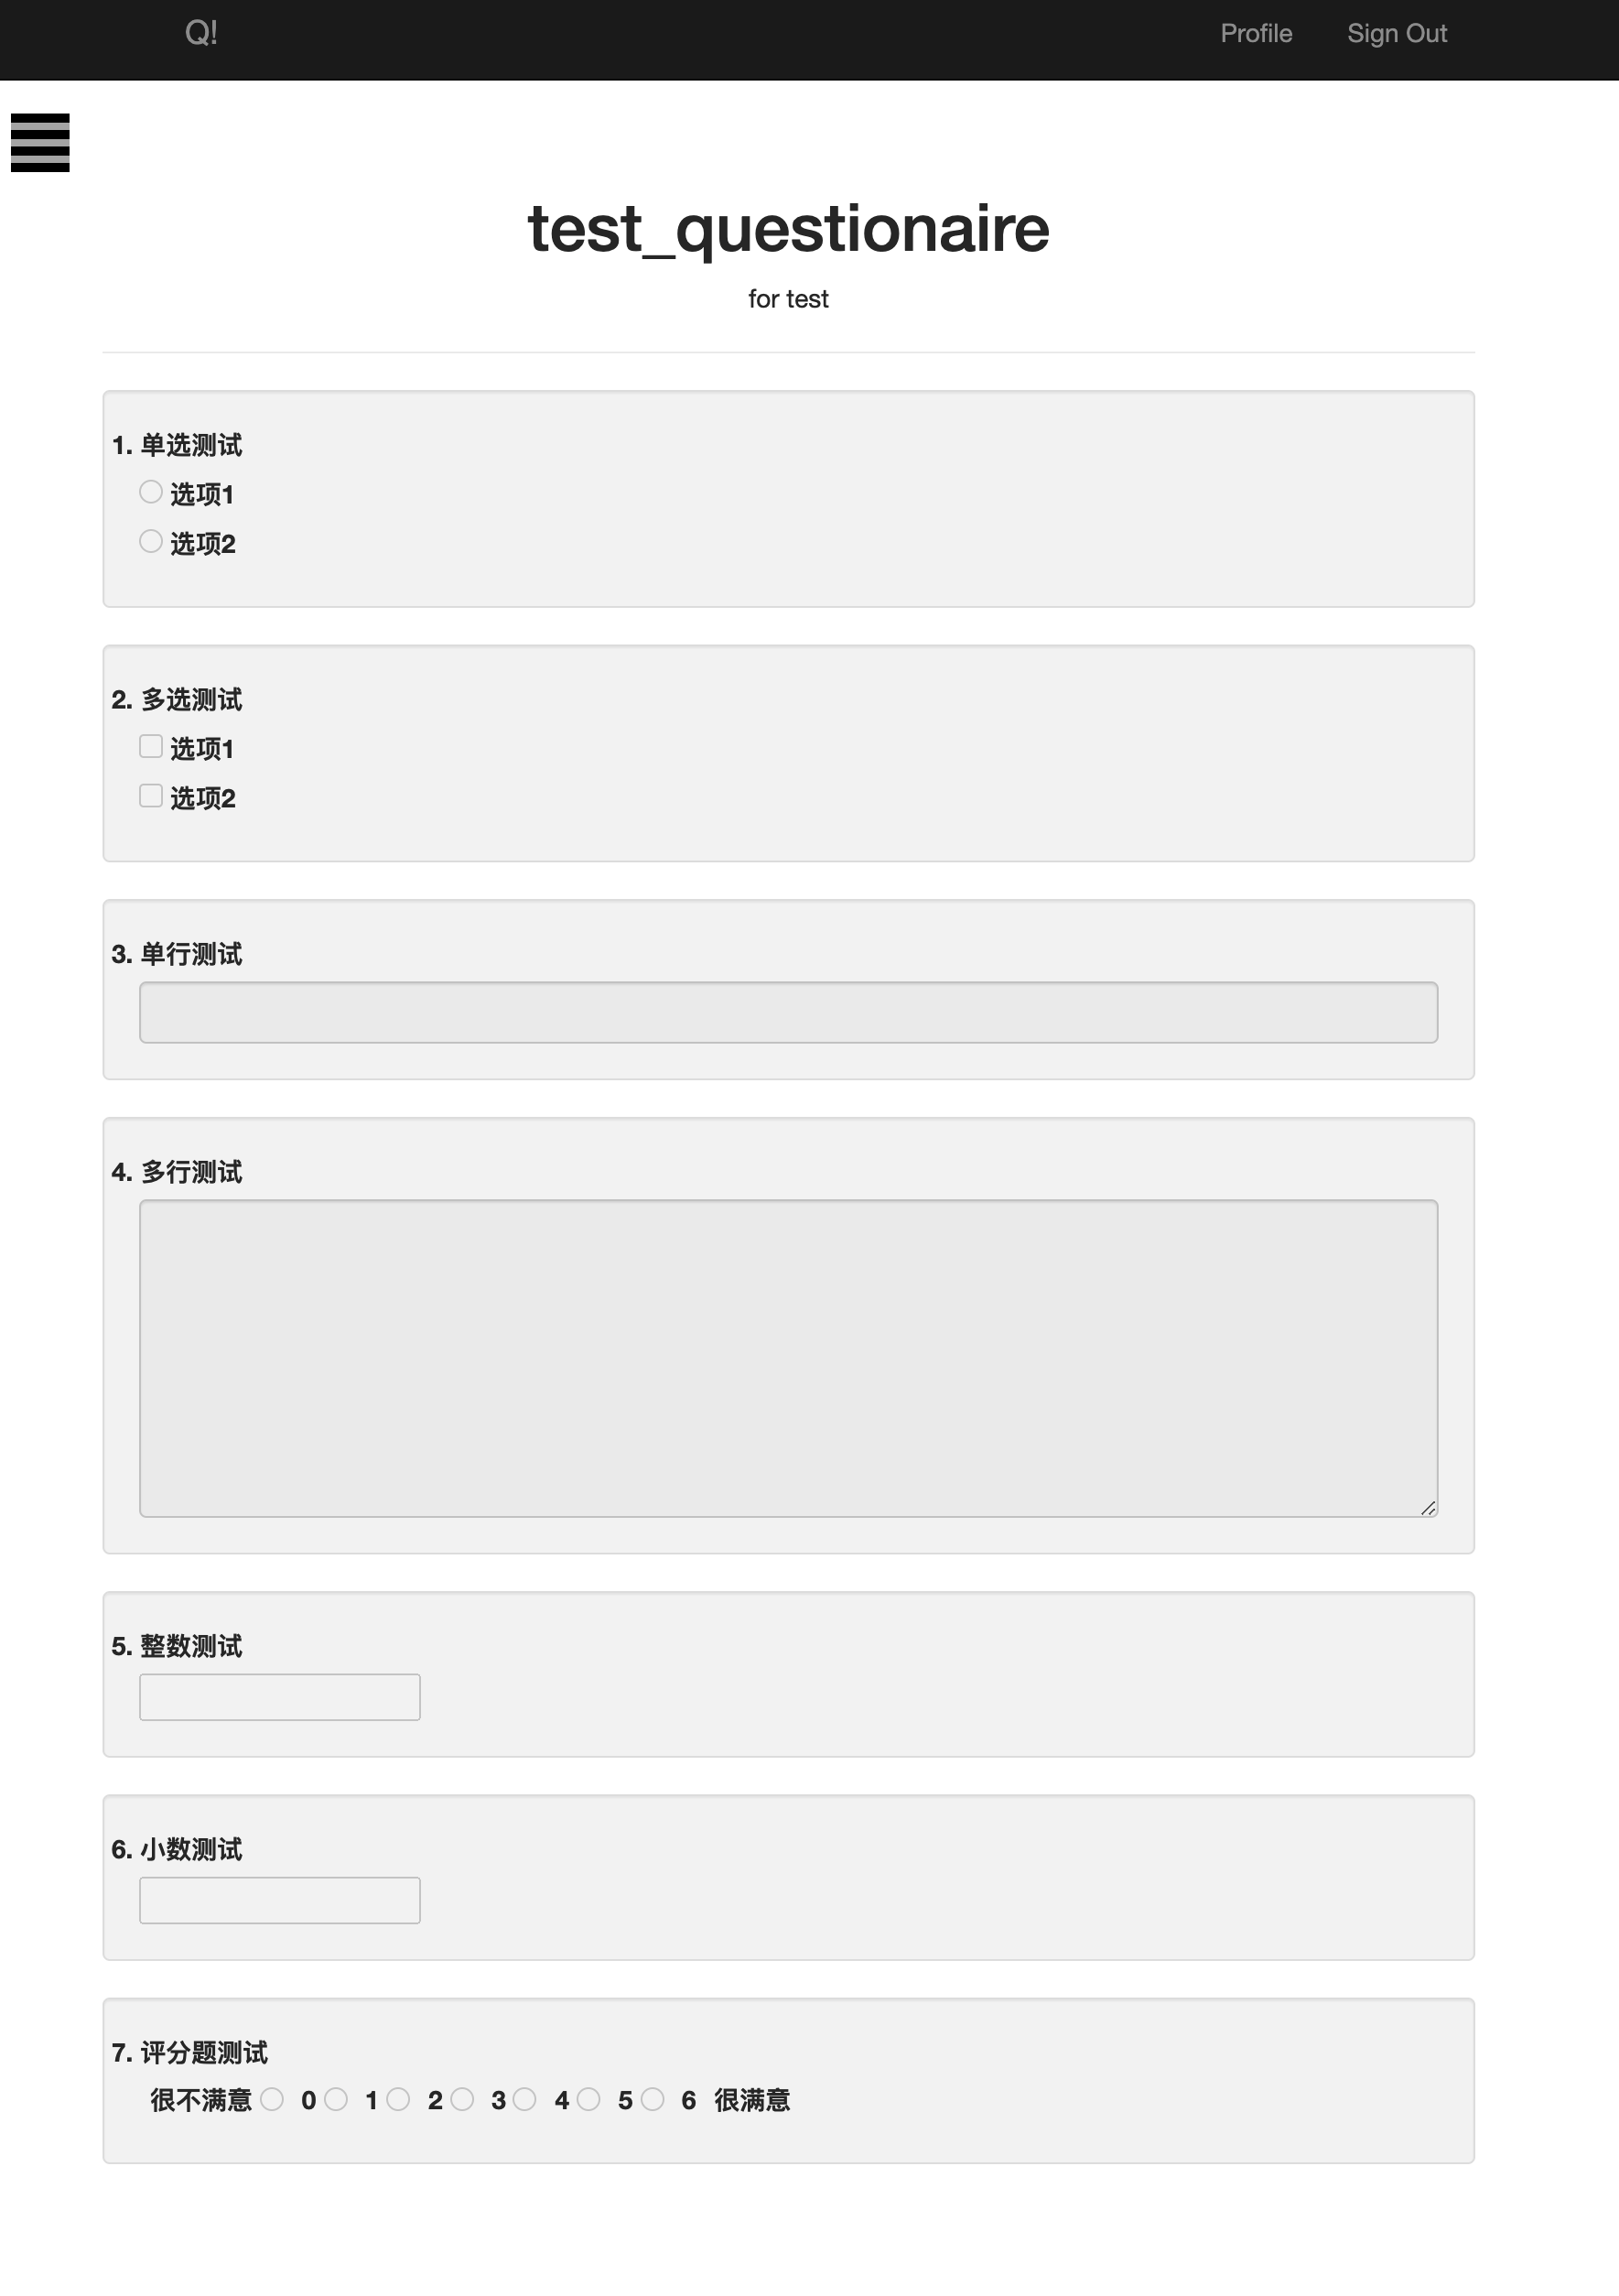 Q! Profile Sign Out
test_questionaire
for test
1. 单选测试
选项1
选项2
2. 多选测试
选项1
选项2
3. 单行测试
4. 多行测试
5. 整数测试
6. 小数测试
7. 评分题测试
很不满意 0 1 2 3 4 5 6 很满意